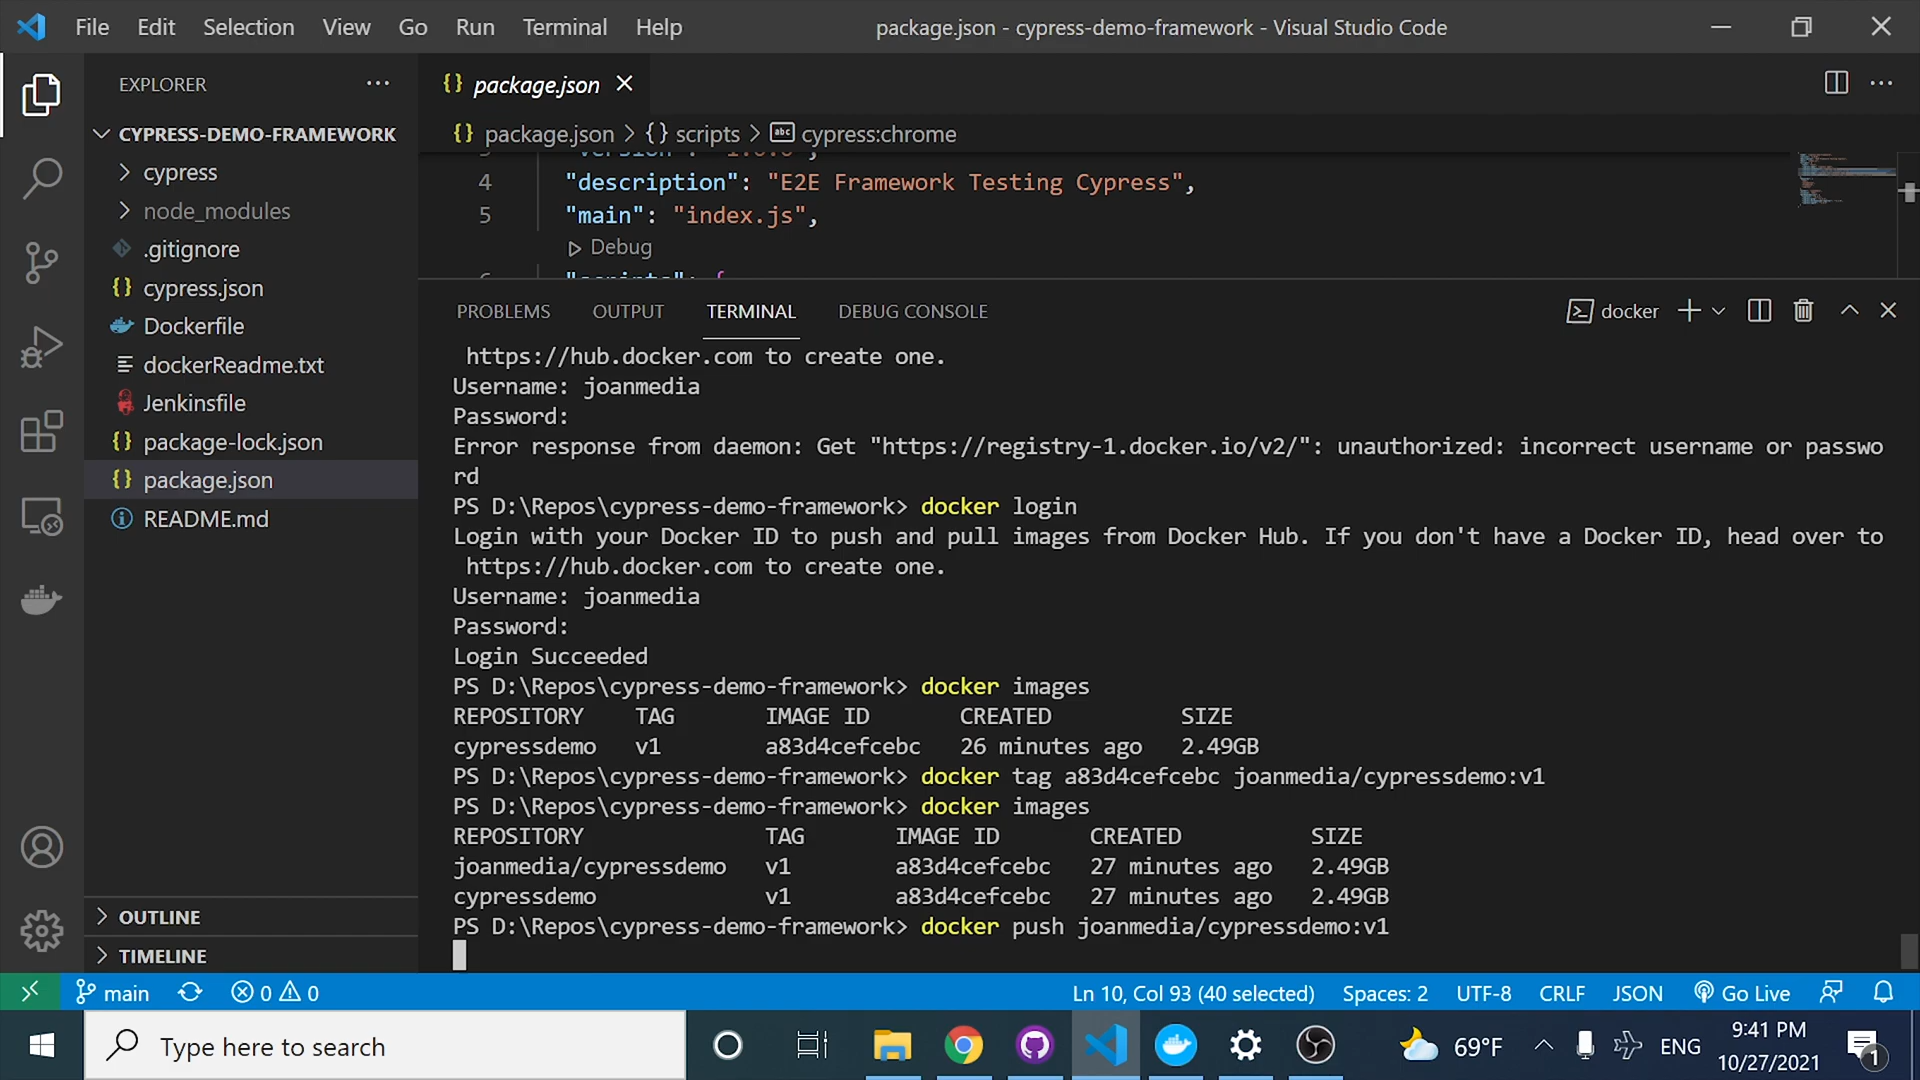 File Edit Selection View Go Run Terminal Help
package.json - cypress-demo-framework - Visual Studio Code
EXPLORER
CYPRESS-DEMO-FRAMEWORK
cypress
node_modules
.gitignore
cypress.json
Dockerfile
dockerReadme.txt
Jenkinsfile
package-lock.json
package.json
README.md
OUTLINE
TIMELINE
package.json
package.json > scripts > cypress:chrome
4 "description": "E2E Framework Testing Cypress",
5 "main": "index.js",
Debug
PROBLEMS OUTPUT TERMINAL DEBUG CONSOLE
docker
https://hub.docker.com to create one.
Username: joanmedia
Password:
Error response from daemon: Get "https://registry-1.docker.io/v2/": unauthorized: incorrect username or passwo
rd
PS D:\Repos\cypress-demo-framework> docker login
Login with your Docker ID to push and pull images from Docker Hub. If you don't have a Docker ID, head over to
https://hub.docker.com to create one.
Username: joanmedia
Password:
Login Succeeded
PS D:\Repos\cypress-demo-framework> docker images
REPOSITORY TAG IMAGE ID CREATED SIZE
cypressdemo v1 a83d4cefcebc 26 minutes ago 2.49GB
PS D:\Repos\cypress-demo-framework> docker tag a83d4cefcebc joanmedia/cypressdemo:v1
PS D:\Repos\cypress-demo-framework> docker images
REPOSITORY TAG IMAGE ID CREATED SIZE
joanmedia/cypressdemo v1 a83d4cefcebc 27 minutes ago 2.49GB
cypressdemo v1 a83d4cefcebc 27 minutes ago 2.49GB
PS D:\Repos\cypress-demo-framework> docker push joanmedia/cypressdemo:v1
main 0 0
Ln 10, Col 93 (40 selected) Spaces: 2 UTF-8 CRLF JSON Go Live
Type here to search
69°F
ENG
9:41 PM
10/27/2021
1